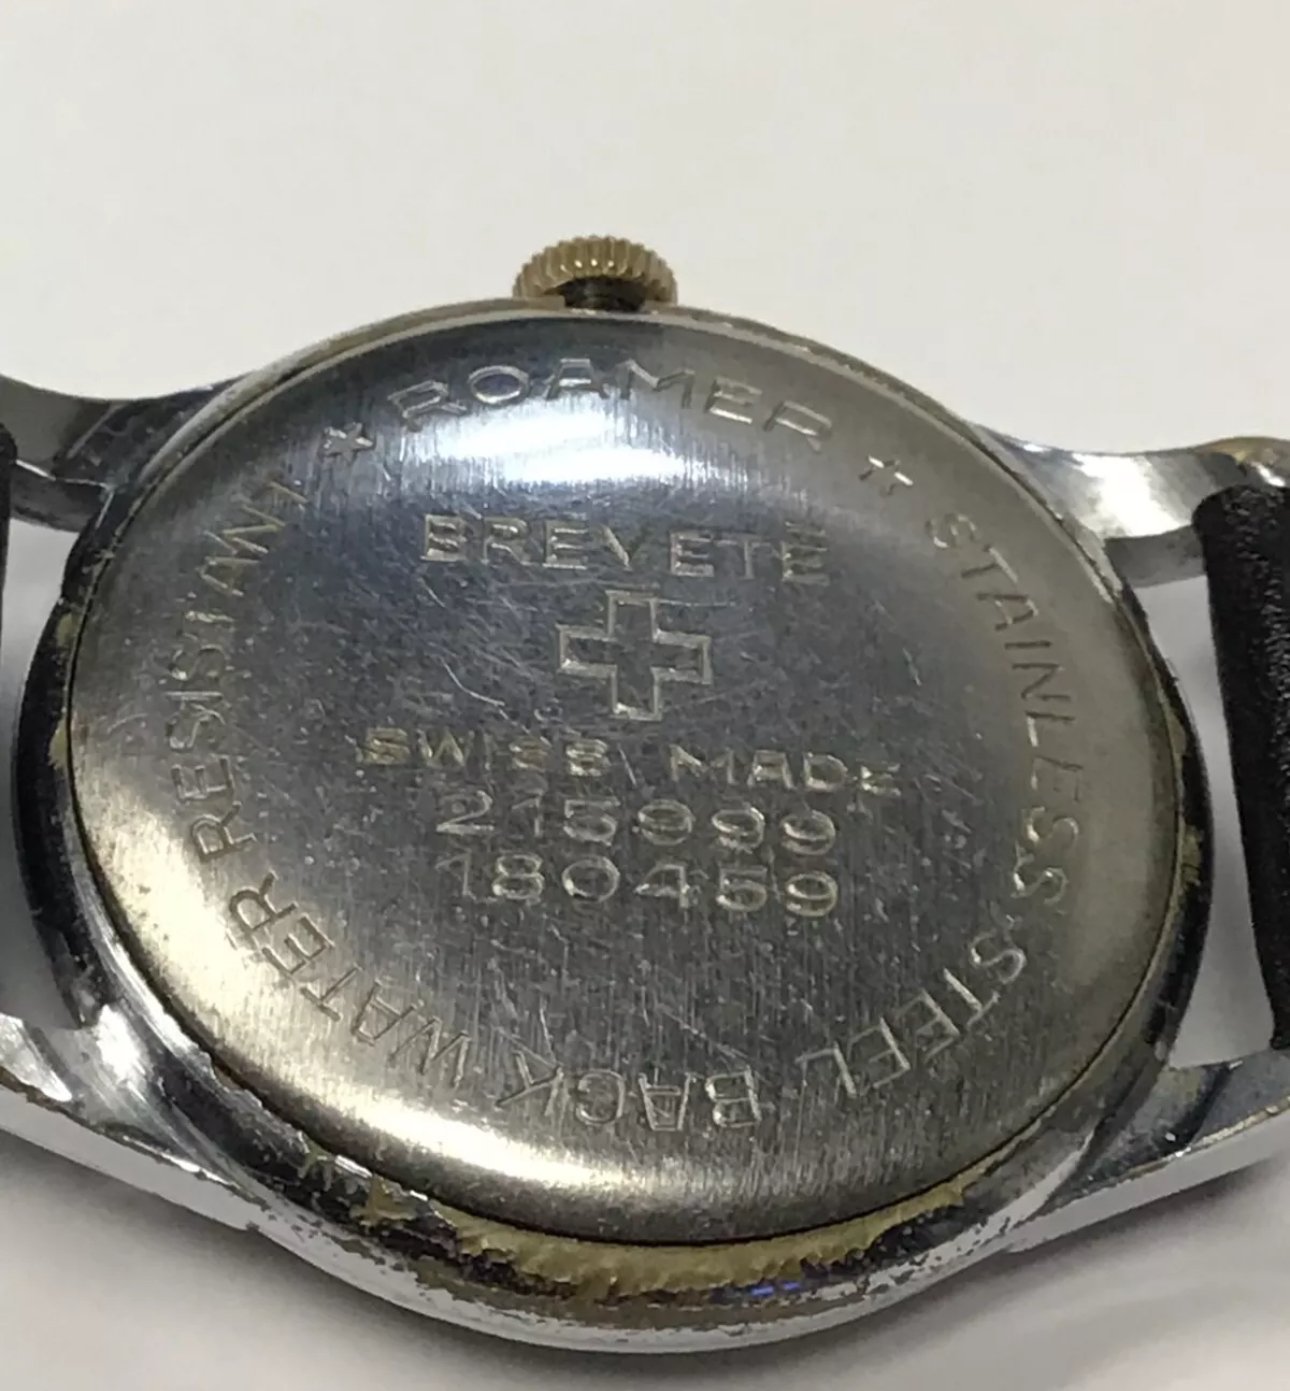 * ROAMER *
STAINLESS STEEL BACK WATER RESISTANT
BREVETE
SWISS MADE
215999
180459